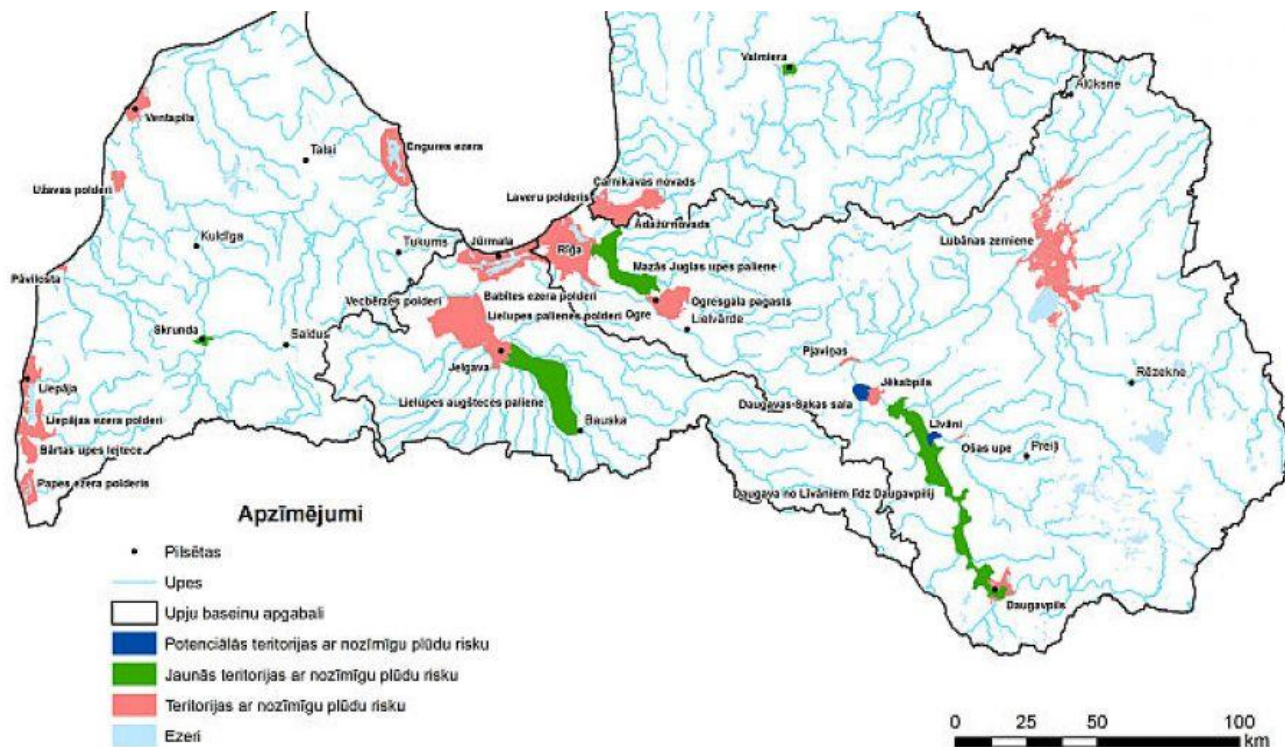 Valmiera
Alūksne
Ventspils
Talsi
Engures ezers
Užavas polderi
Carnikavas novads
Laveru polderis
Ādažu novads
Kuldīga
Tukums
Jūrmala
Rīga
Lubānas zemiene
Mazās Juglas upes paliene
Pāvilosta
Vecbērzes polderi
Babītes ezera polderi
Ogresgala pagasts
Lielupes palienes polderi
Ogre
Lielvārde
Skrunda
Saldus
Jelgava
Pļaviņas
Rēzekne
Liepāja
Jēkabpils
Lielupes augšteces paliene
Daugavas-Sakas sala
Liepājas ezera polderi
Bauska
Līvāni
Bārtas upes lejtece
Ošas upe
Preiļi
Papes ezera polderis
Daugava no Līvāniem līdz Daugavpilij
Daugavpils
Apzīmējumi
Pilsētas
Upes
Upju baseinu apgabali
Potenciālās teritorijas ar nozīmīgu plūdu risku
Jaunās teritorijas ar nozīmīgu plūdu risku
Teritorijas ar nozīmīgu plūdu risku
Ezeri
0 25 50 100
km